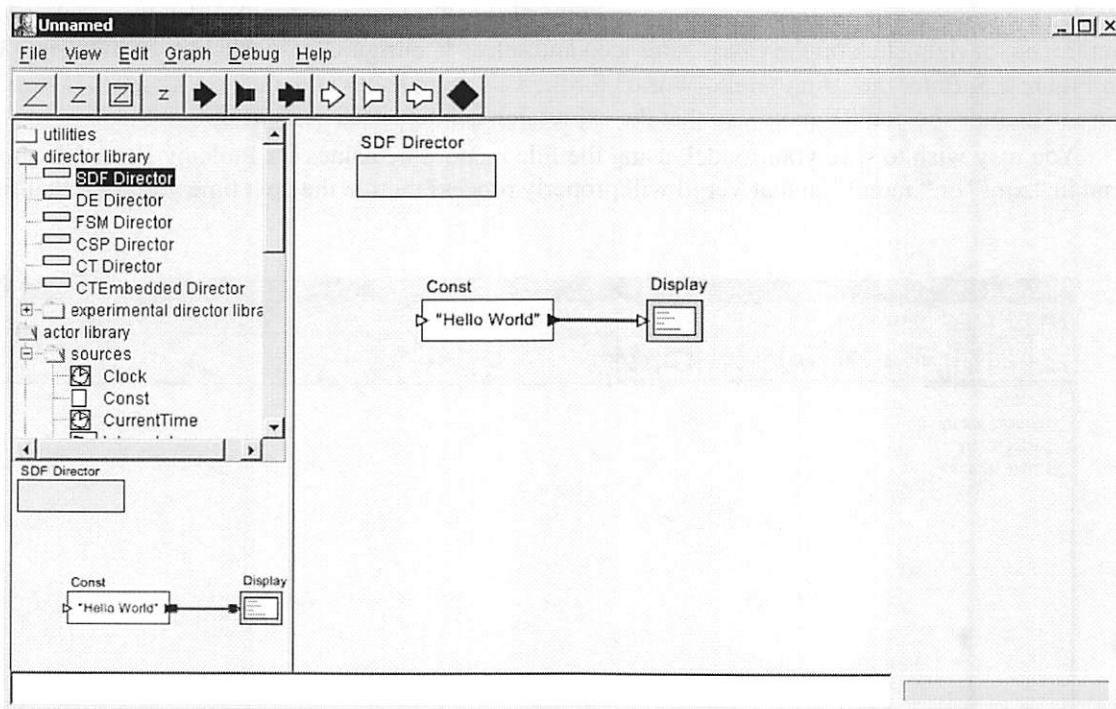 Unnamed
File View Edit Graph Debug Help
Z Z Z z
utilities
director library
SDF Director
DE Director
FSM Director
CSP Director
CT Director
CTEmbedded Director
experimental director libra
actor library
sources
Clock
Const
CurrentTime
SDF Director
Const
"Hello World"
Display
SDF Director
Const
"Hello World"
Display